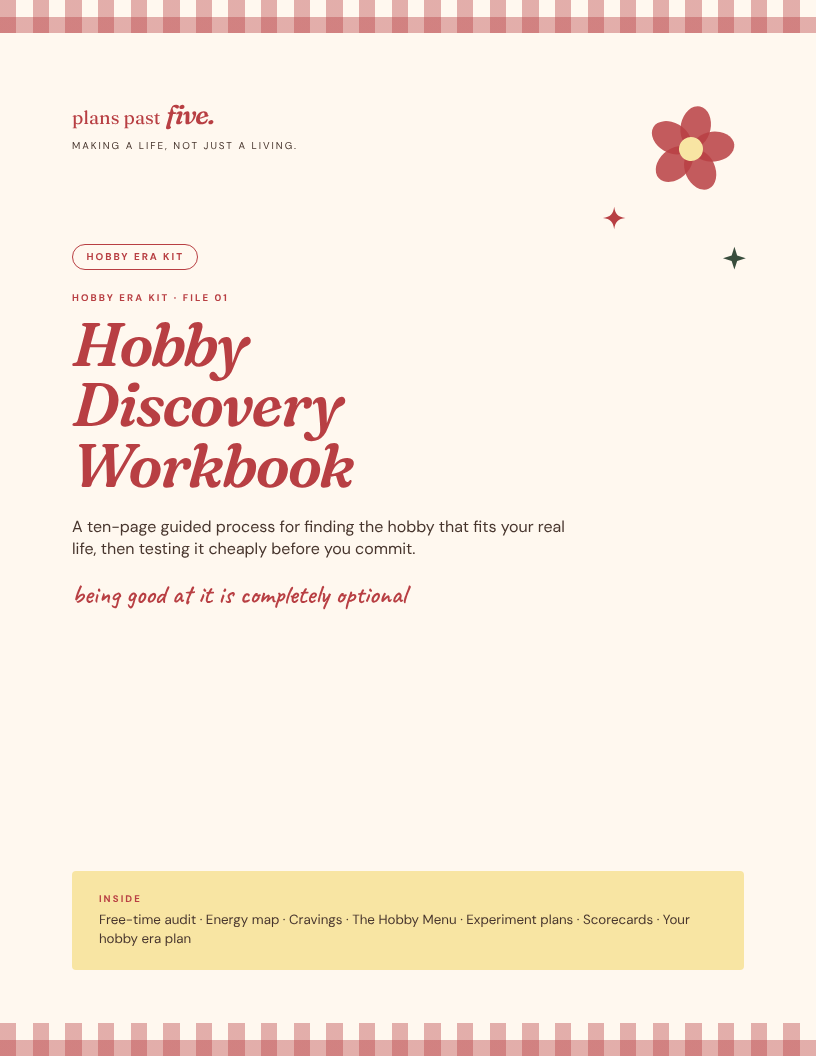 plans past five.
MAKING A LIFE, NOT JUST A LIVING.
HOBBY ERA KIT
HOBBY ERA KIT · FILE 01
Hobby
Discovery
Workbook
A ten-page guided process for finding the hobby that fits your real
life, then testing it cheaply before you commit.
being good at it is completely optional
INSIDE
Free-time audit · Energy map · Cravings · The Hobby Menu · Experiment plans · Scorecards · Your
hobby era plan